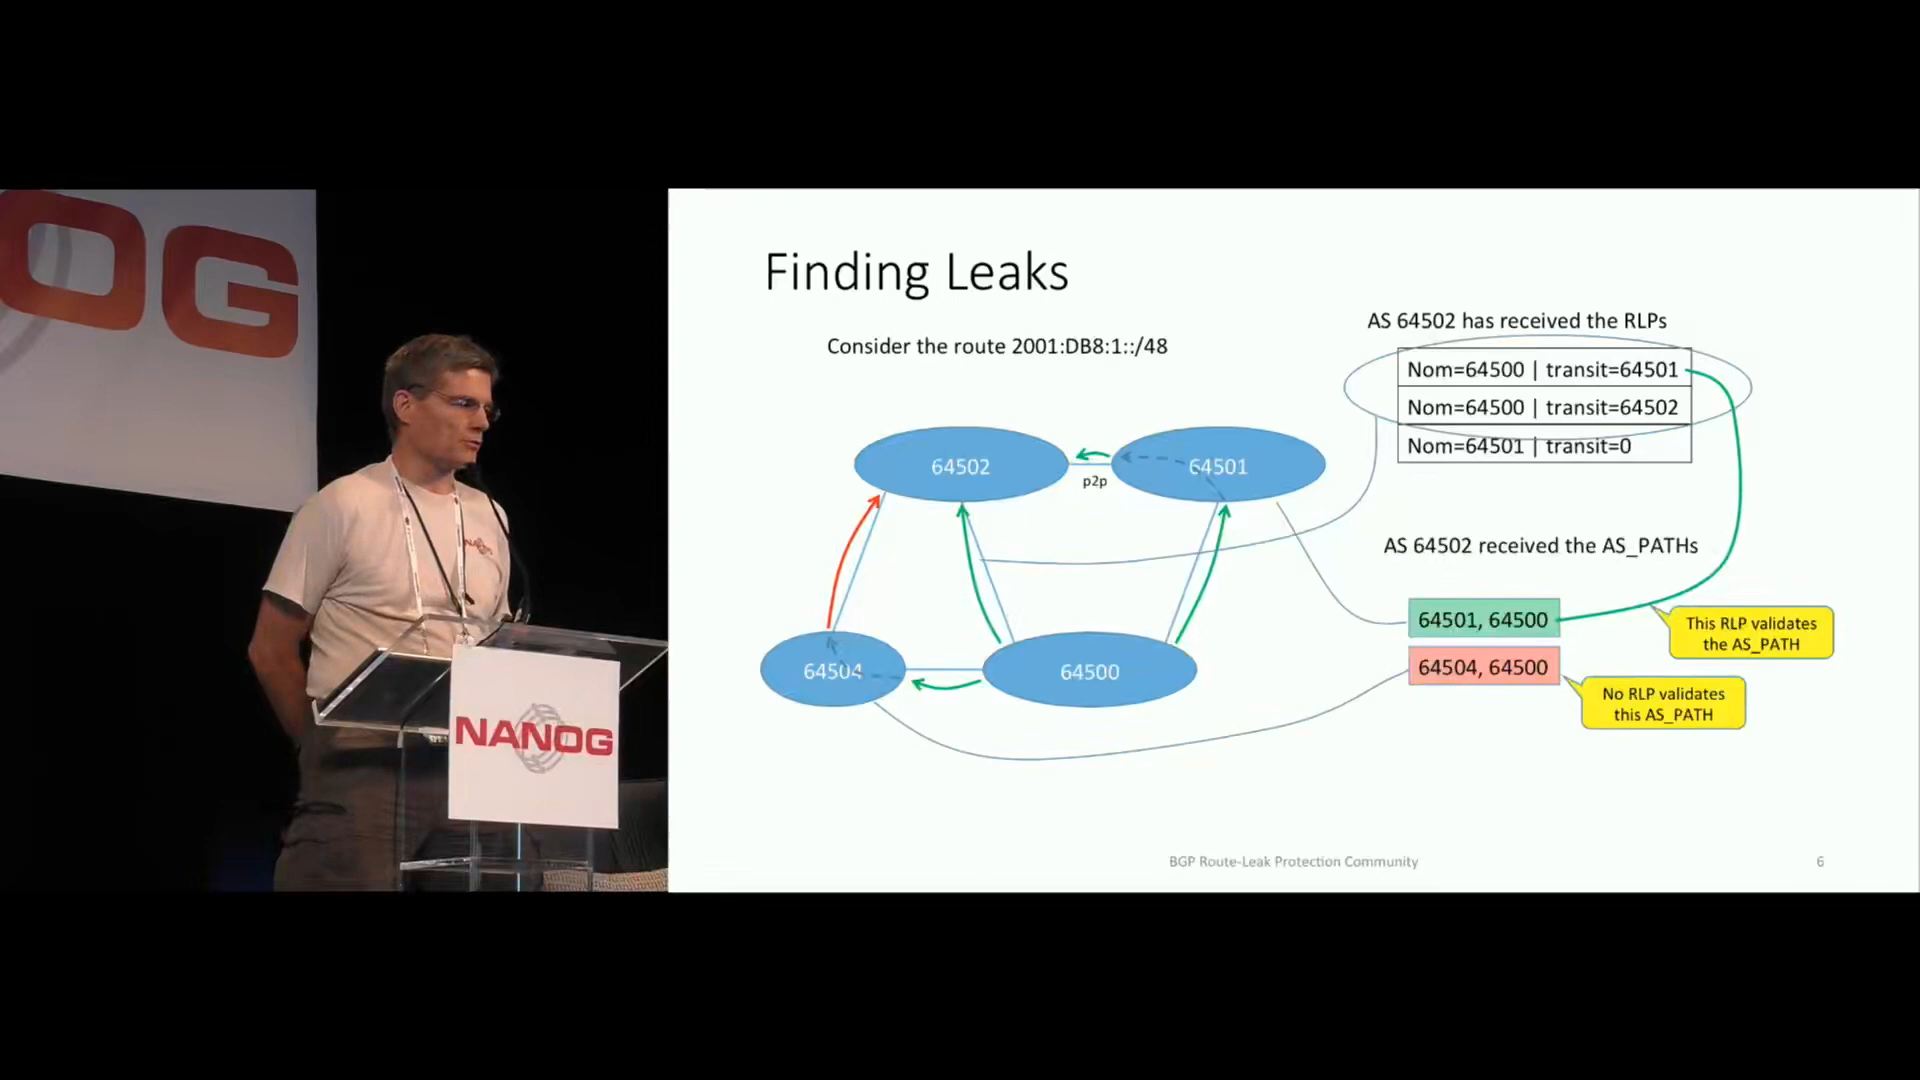 OG
NANOG
NANOG
Finding Leaks
Consider the route 2001:DB8:1::/48
AS 64502 has received the RLPs
Nom=64500 | transit=64501
Nom=64500 | transit=64502
Nom=64501 | transit=0
64502
p2p
64501
64504
64500
AS 64502 received the AS_PATHs
64501, 64500
64504, 64500
This RLP validates
the AS_PATH
No RLP validates
this AS_PATH
BGP Route-Leak Protection Community
6